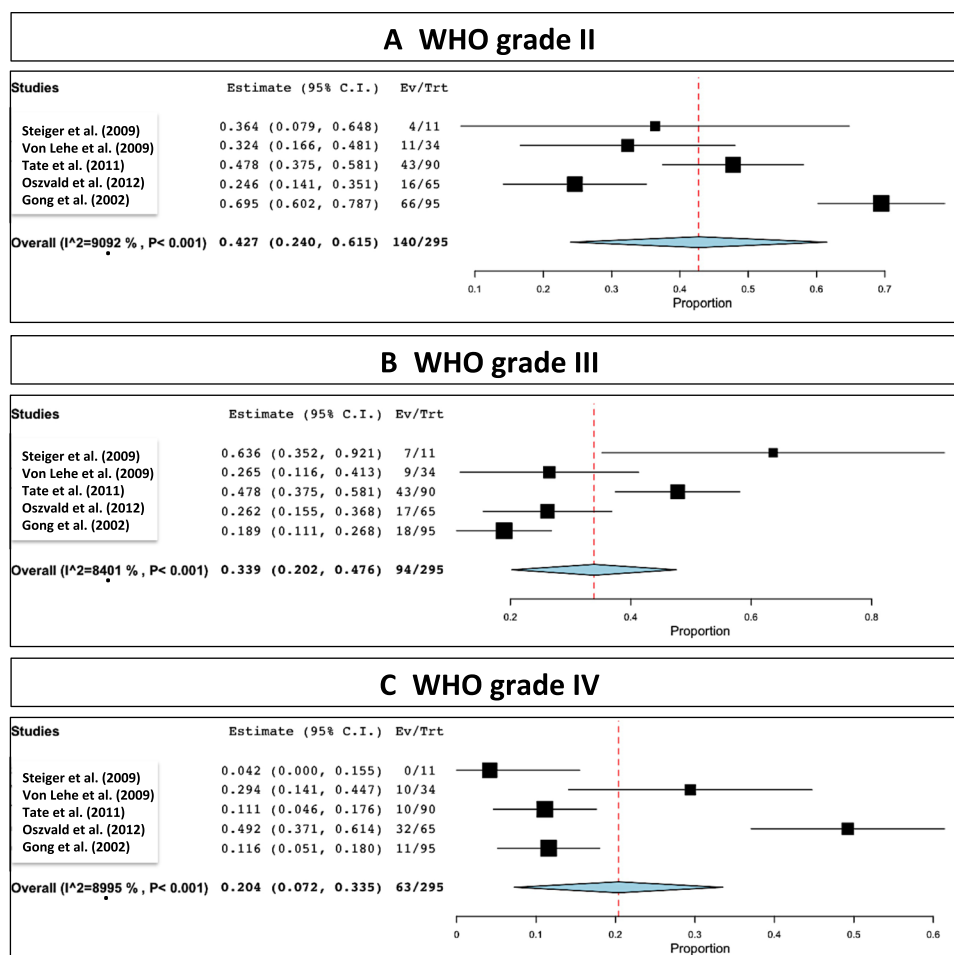 A WHO grade II
Studies Estimate (95% C.I.) Ev/Trt
Steiger et al. (2009) 0.364 (0.079, 0.648) 4/11
Von Lehe et al. (2009) 0.324 (0.166, 0.481) 11/34
Tate et al. (2011) 0.478 (0.375, 0.581) 43/90
Oszvald et al. (2012) 0.246 (0.141, 0.351) 16/65
Gong et al. (2002) 0.695 (0.602, 0.787) 66/95
Overall (I^2=9092 % , P< 0.001) 0.427 (0.240, 0.615) 140/295
0.1 0.2 0.3 0.4 0.5 0.6 0.7
Proportion
B WHO grade III
Studies Estimate (95% C.I.) Ev/Trt
Steiger et al. (2009) 0.636 (0.352, 0.921) 7/11
Von Lehe et al. (2009) 0.265 (0.116, 0.413) 9/34
Tate et al. (2011) 0.478 (0.375, 0.581) 43/90
Oszvald et al. (2012) 0.262 (0.155, 0.368) 17/65
Gong et al. (2002) 0.189 (0.111, 0.268) 18/95
Overall (I^2=8401 % , P< 0.001) 0.339 (0.202, 0.476) 94/295
0.2 0.4 0.6 0.8
Proportion
C WHO grade IV
Studies Estimate (95% C.I.) Ev/Trt
Steiger et al. (2009) 0.042 (0.000, 0.155) 0/11
Von Lehe et al. (2009) 0.294 (0.141, 0.447) 10/34
Tate et al. (2011) 0.111 (0.046, 0.176) 10/90
Oszvald et al. (2012) 0.492 (0.371, 0.614) 32/65
Gong et al. (2002) 0.116 (0.051, 0.180) 11/95
Overall (I^2=8995 % , P< 0.001) 0.204 (0.072, 0.335) 63/295
0 0.1 0.2 0.3 0.4 0.5 0.6
Proportion